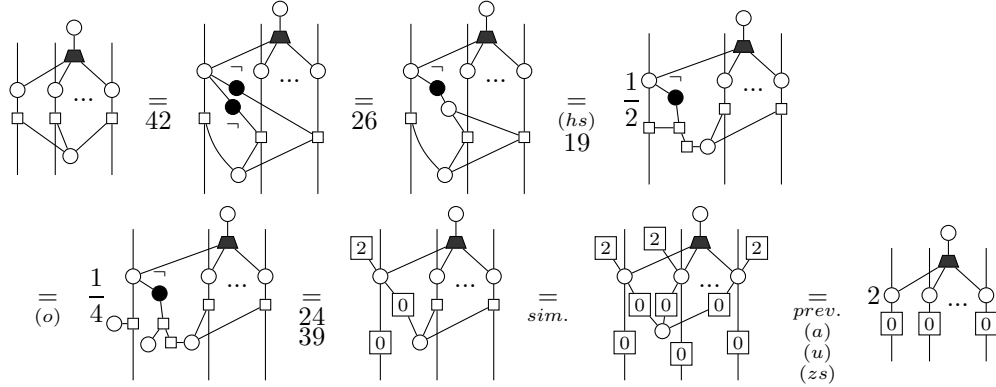 ... = 42 ¬ ¬ ... = 26 ¬ ... = (hs) 19 1/2 ¬ ...
= (o) 1/4 ¬ ... = 24 39 2 0 0 ... = sim. 2 2 2 0 0 0 0 0 0 ... = prev. (a) (u) (zs) 2 0 0 0 ...